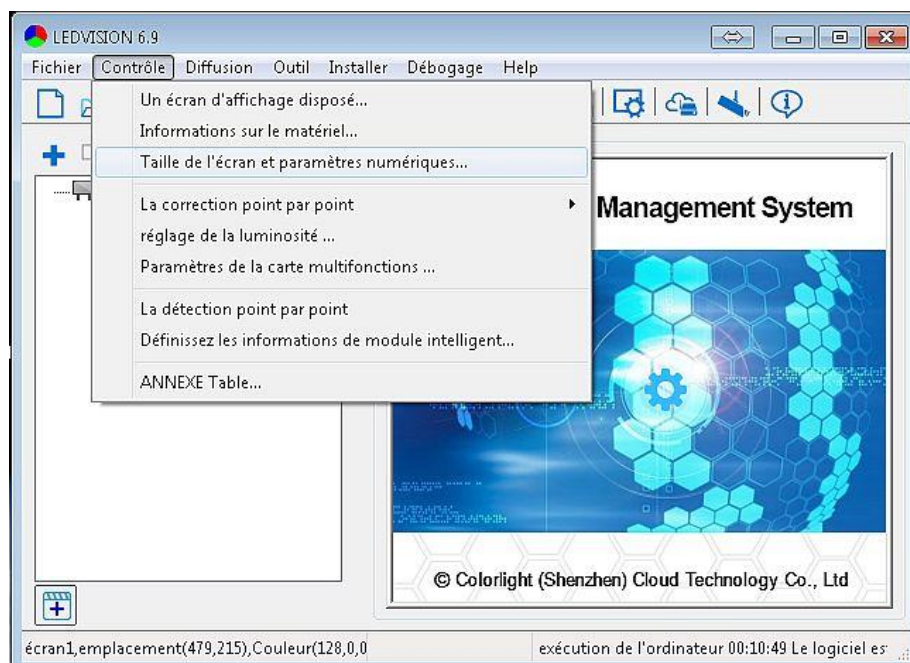 LEDVISION 6.9
Fichier Contrôle Diffusion Outil Installer Débogage Help
Un écran d'affichage disposé...
Informations sur le matériel...
Taille de l'écran et paramètres numériques...
La correction point par point
réglage de la luminosité ...
Paramètres de la carte multifonctions ...
La détection point par point
Définissez les informations de module intelligent...
ANNEXE Table...
Management System
© Colorlight (Shenzhen) Cloud Technology Co., Ltd
écran1,emplacement(479,215),Couleur(128,0,0
exécution de l'ordinateur 00:10:49 Le logiciel es